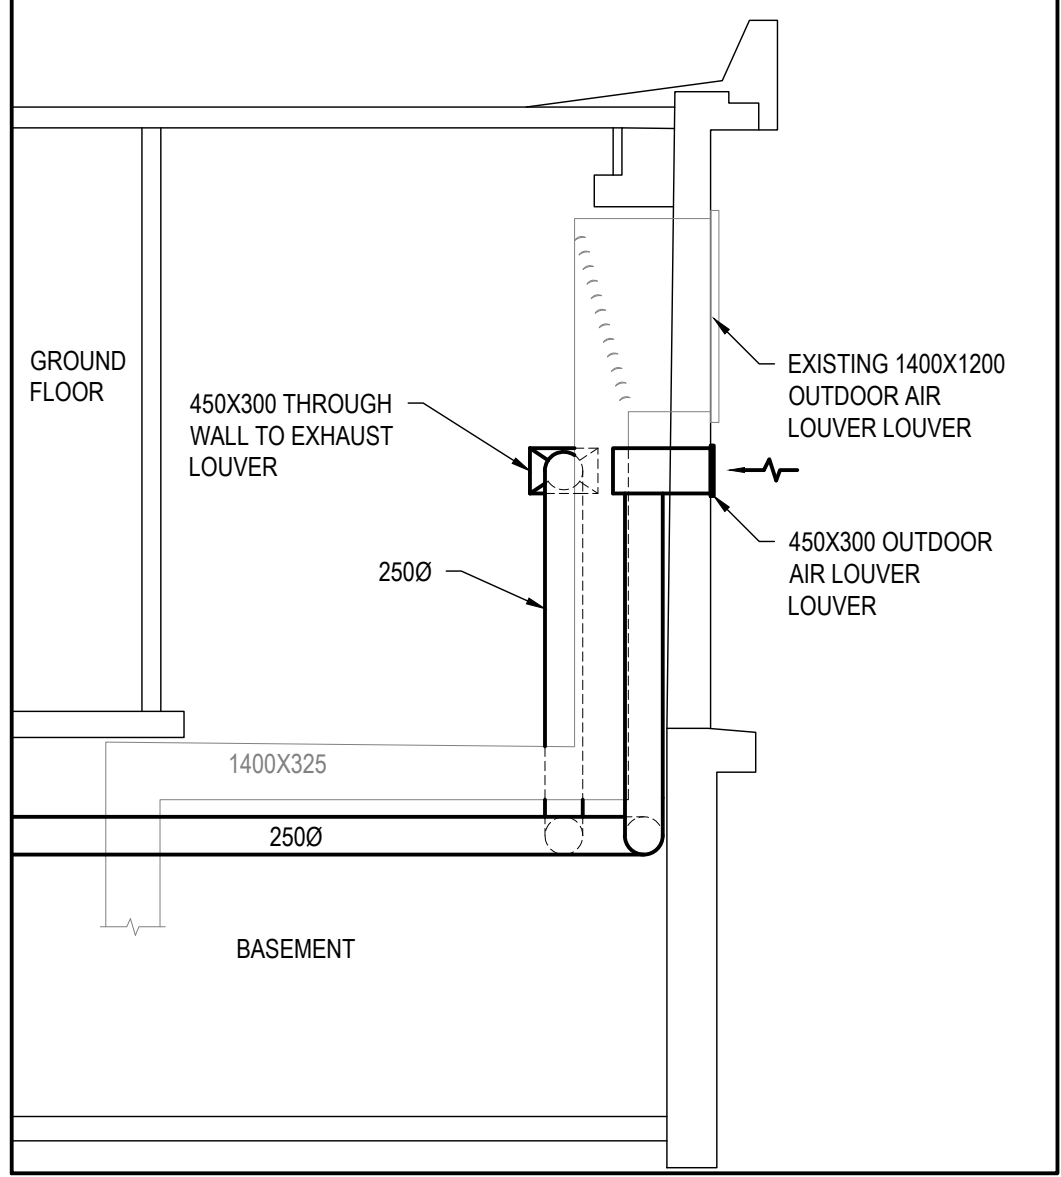 GROUND
FLOOR
450X300 THROUGH
WALL TO EXHAUST
LOUVER
EXISTING 1400X1200
OUTDOOR AIR
LOUVER LOUVER
450X300 OUTDOOR
AIR LOUVER
LOUVER
250Ø
1400X325
250Ø
BASEMENT